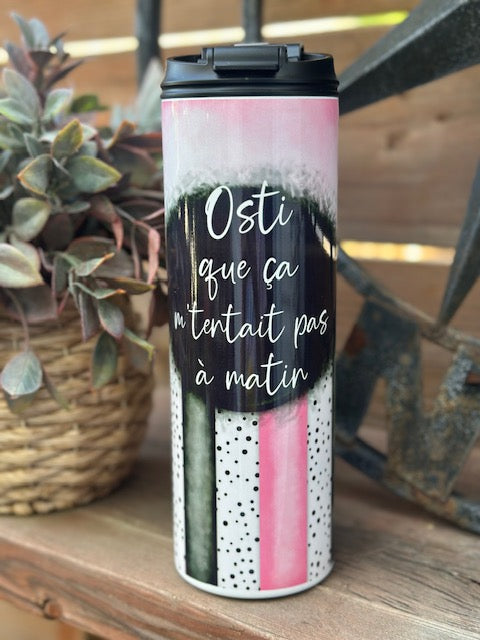 Osti
que ça
m'tentait pas
à matin